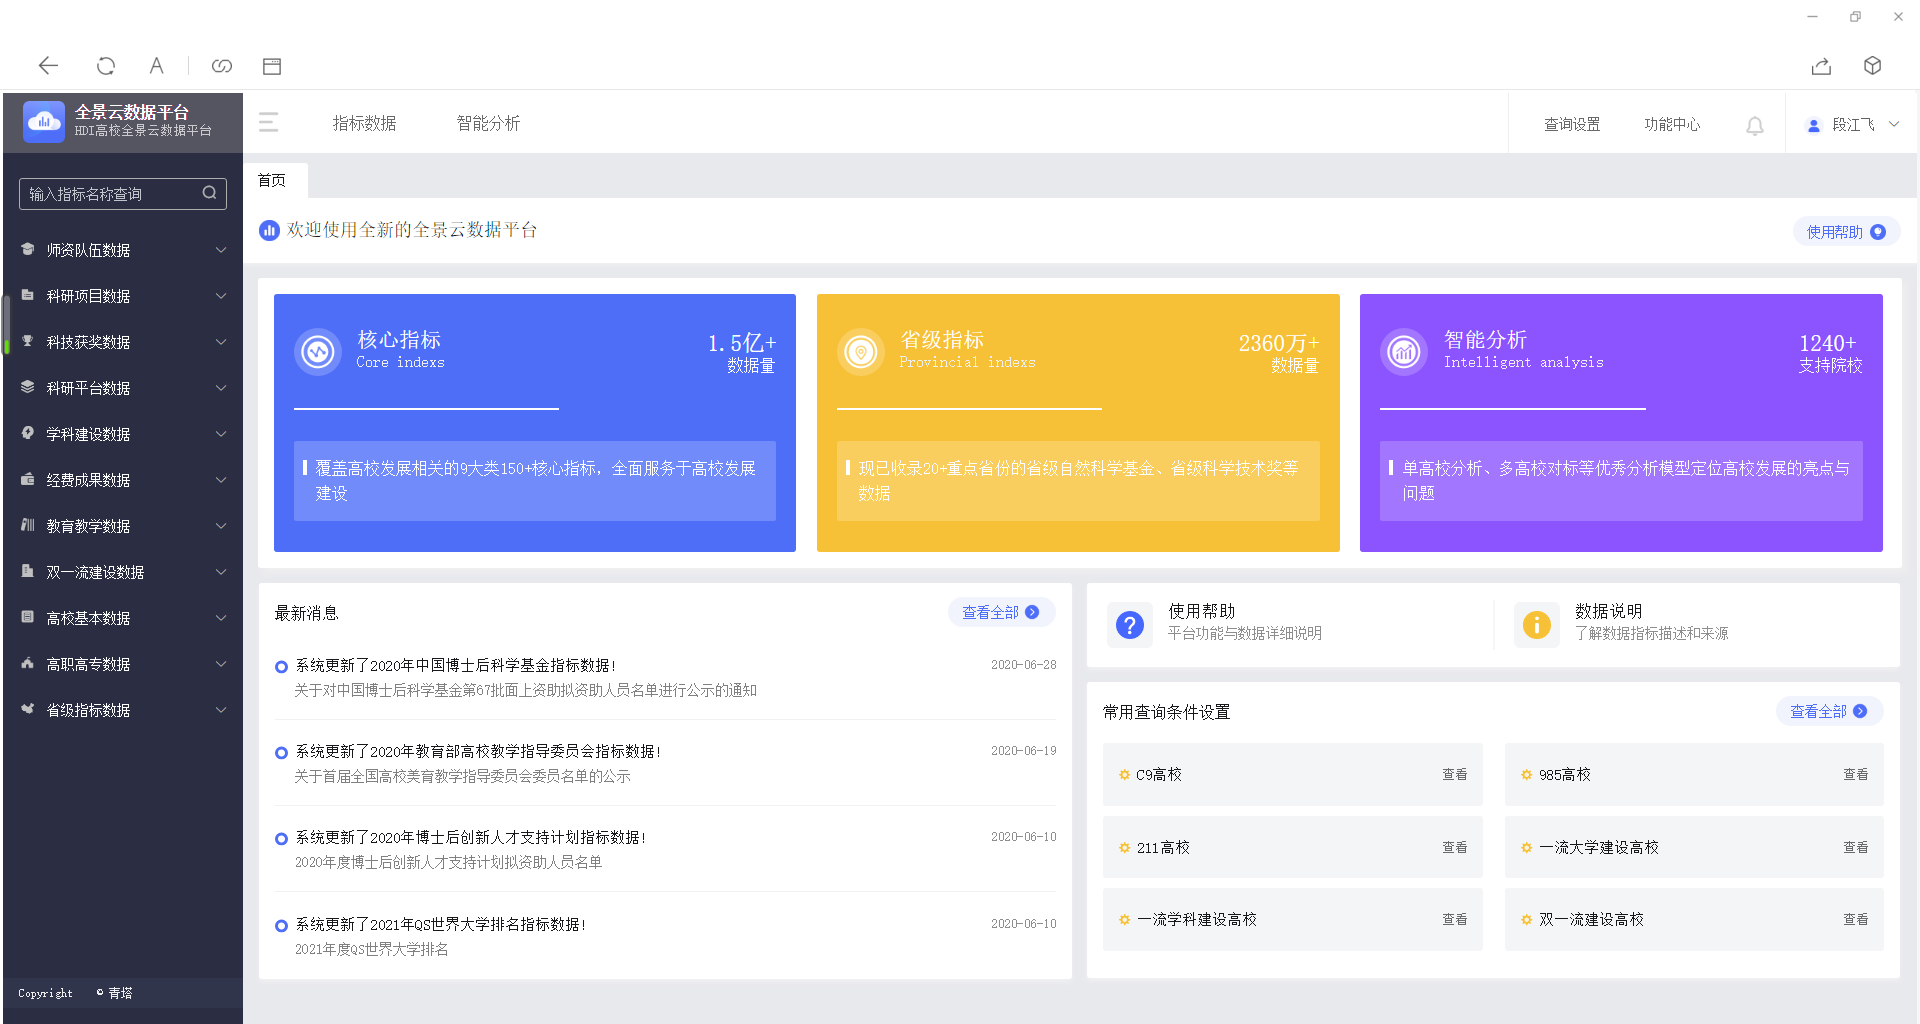 全景云数据平台
HDI高校全景云数据平台
指标数据
智能分析
查询设置
功能中心
段江飞
输入指标名称查询
师资队伍数据
科研项目数据
科技获奖数据
科研平台数据
学科建设数据
经费成果数据
教育教学数据
双一流建设数据
高校基本数据
高职高专数据
省级指标数据
Copyright © 青塔
首页
欢迎使用全新的全景云数据平台
使用帮助
核心指标
Core indexs
1.5亿+
数据量
覆盖高校发展相关的9大类150+核心指标，全面服务于高校发展
建设
省级指标
Provincial indexs
2360万+
数据量
现已收录20+重点省份的省级自然科学基金、省级科学技术奖等
数据
智能分析
Intelligent analysis
1240+
支持院校
单高校分析、多高校对标等优秀分析模型定位高校发展的亮点与
问题
最新消息
查看全部
系统更新了2020年中国博士后科学基金指标数据!
2020-06-28
关于对中国博士后科学基金第67批面上资助拟资助人员名单进行公示的通知
系统更新了2020年教育部高校教学指导委员会指标数据!
2020-06-19
关于首届全国高校美育教学指导委员会委员名单的公示
系统更新了2020年博士后创新人才支持计划指标数据!
2020-06-10
2020年度博士后创新人才支持计划拟资助人员名单
系统更新了2021年QS世界大学排名指标数据!
2020-06-10
2021年度QS世界大学排名
使用帮助
平台功能与数据详细说明
数据说明
了解数据指标描述和来源
常用查询条件设置
查看全部
C9高校
查看
985高校
查看
211高校
查看
一流大学建设高校
查看
一流学科建设高校
查看
双一流建设高校
查看